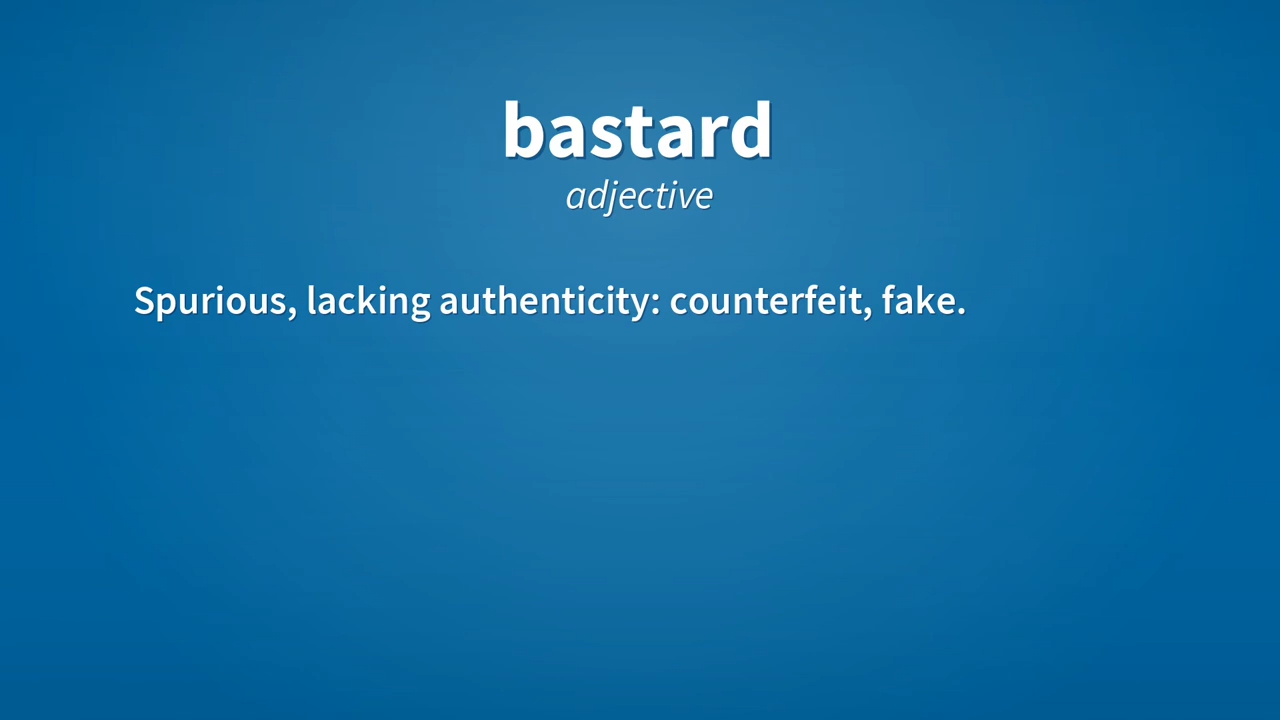 bastard
adjective
Spurious, lacking authenticity: counterfeit, fake.